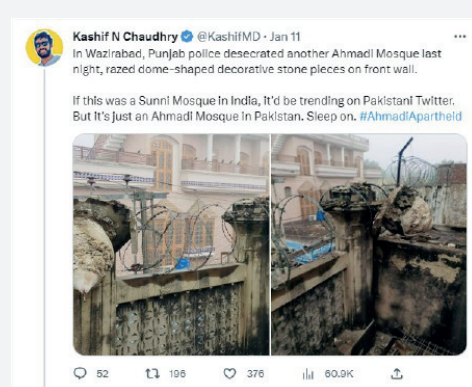 Kashif N Chaudhry @KashifMD · Jan 11
In Wazirabad, Punjab police desecrated another Ahmadi Mosque last
night, razed dome-shaped decorative stone pieces on front wall.
If this was a Sunni Mosque in India, it'd be trending on Pakistani Twitter.
But it's just an Ahmadi Mosque in Pakistan. Sleep on. #AhmadiApartheid
52 196 376 60.9K